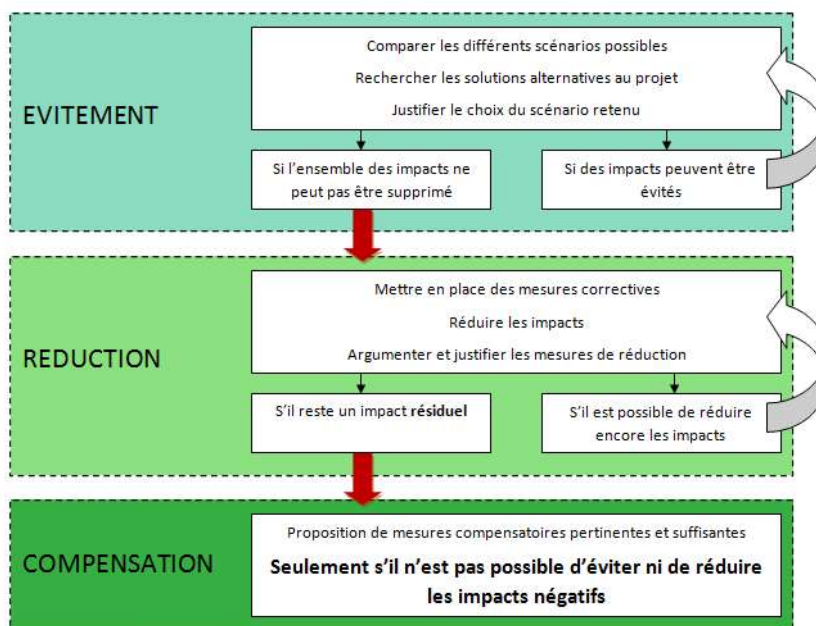 EVITEMENT
Comparer les différents scénarios possibles
Rechercher les solutions alternatives au projet
Justifier le choix du scénario retenu
Si l'ensemble des impacts ne
peut pas être supprimé
Si des impacts peuvent être
évités
REDUCTION
Mettre en place des mesures correctives
Réduire les impacts
Argumenter et justifier les mesures de réduction
S'il reste un impact résiduel
S'il est possible de réduire
encore les impacts
COMPENSATION
Proposition de mesures compensatoires pertinentes et suffisantes
Seulement s'il n'est pas possible d'éviter ni de réduire
les impacts négatifs